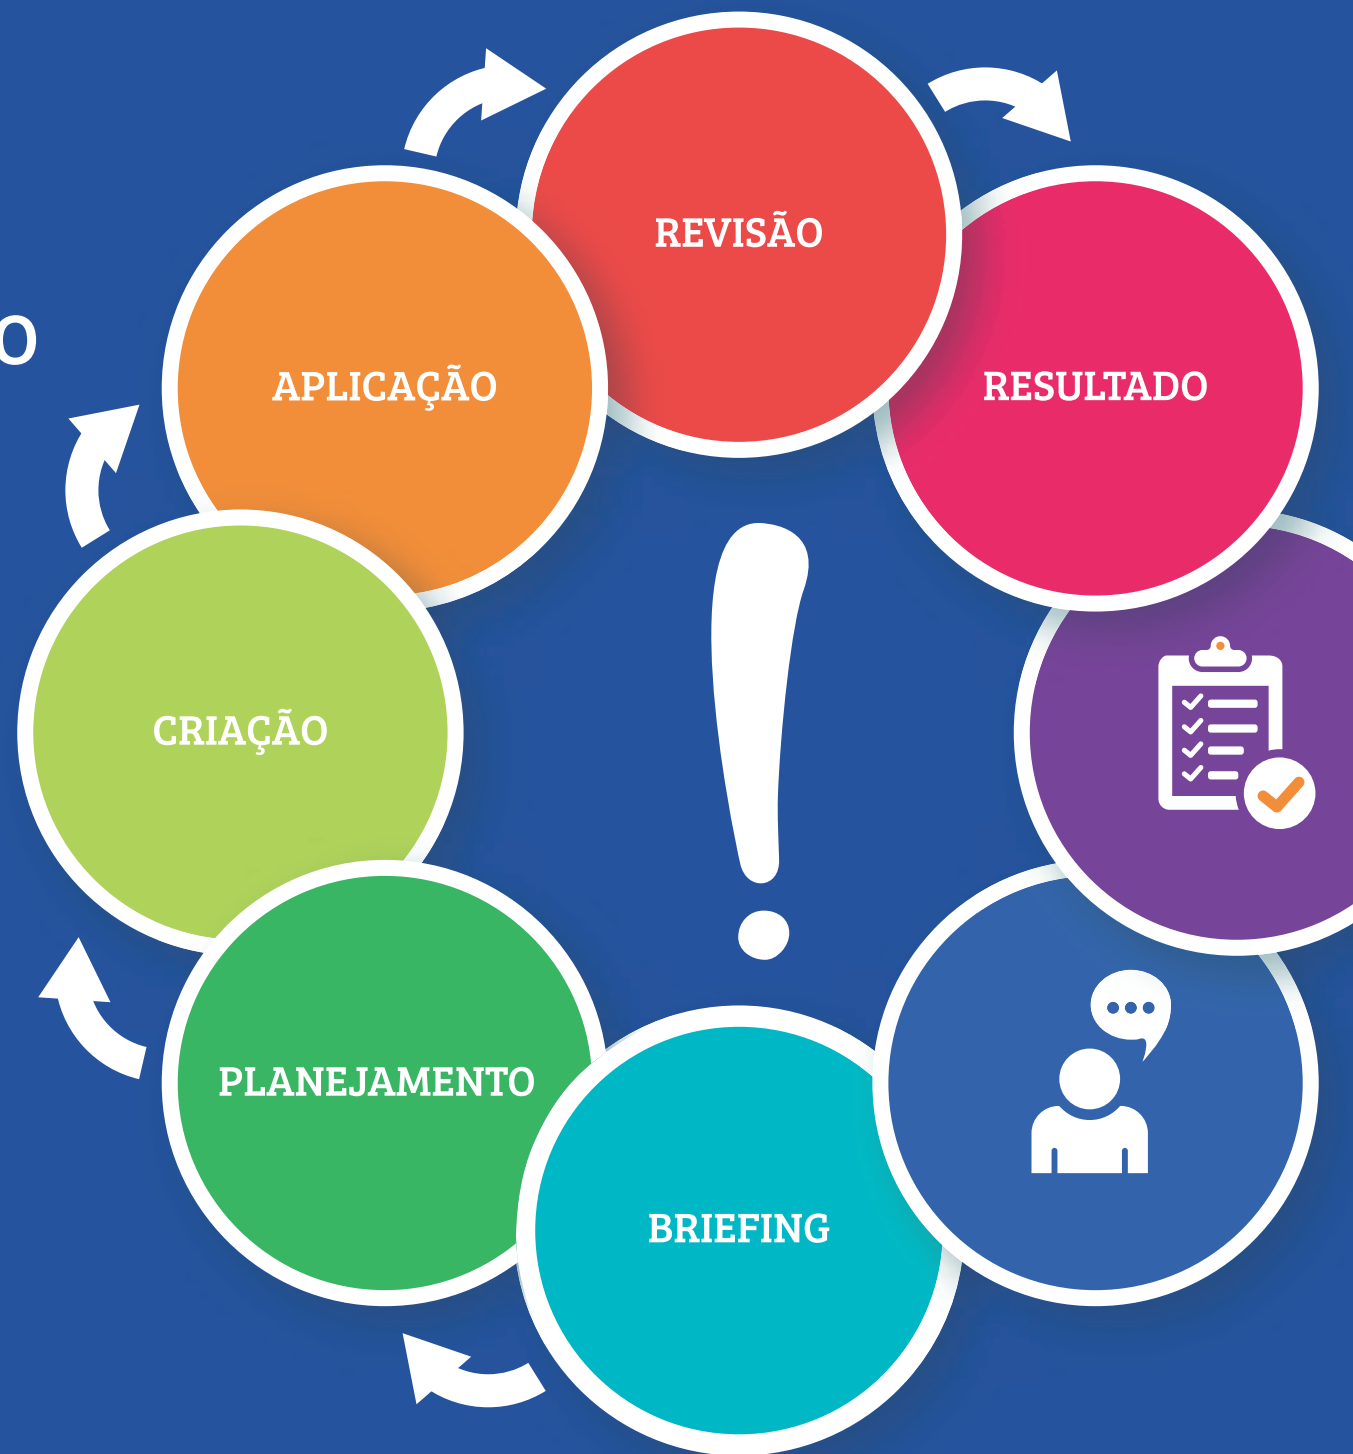 REVISÃO
O
APLICAÇÃO
RESULTADO
CRIAÇÃO
PLANEJAMENTO
BRIEFING